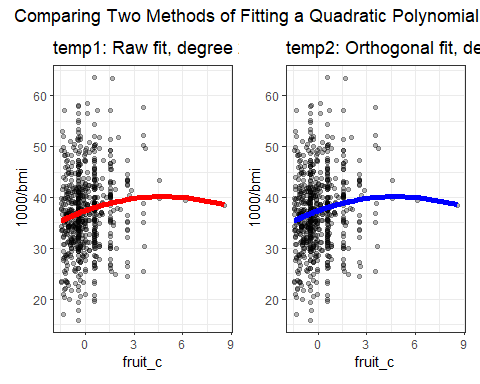 Comparing Two Methods of Fitting a Quadratic Polynomial
temp1: Raw fit, degree
temp2: Orthogonal fit, de
60
50
40
30
20
1000/bmi
0
3
6
9
fruit_c
60
50
40
30
20
1000/bmi
0
3
6
9
fruit_c